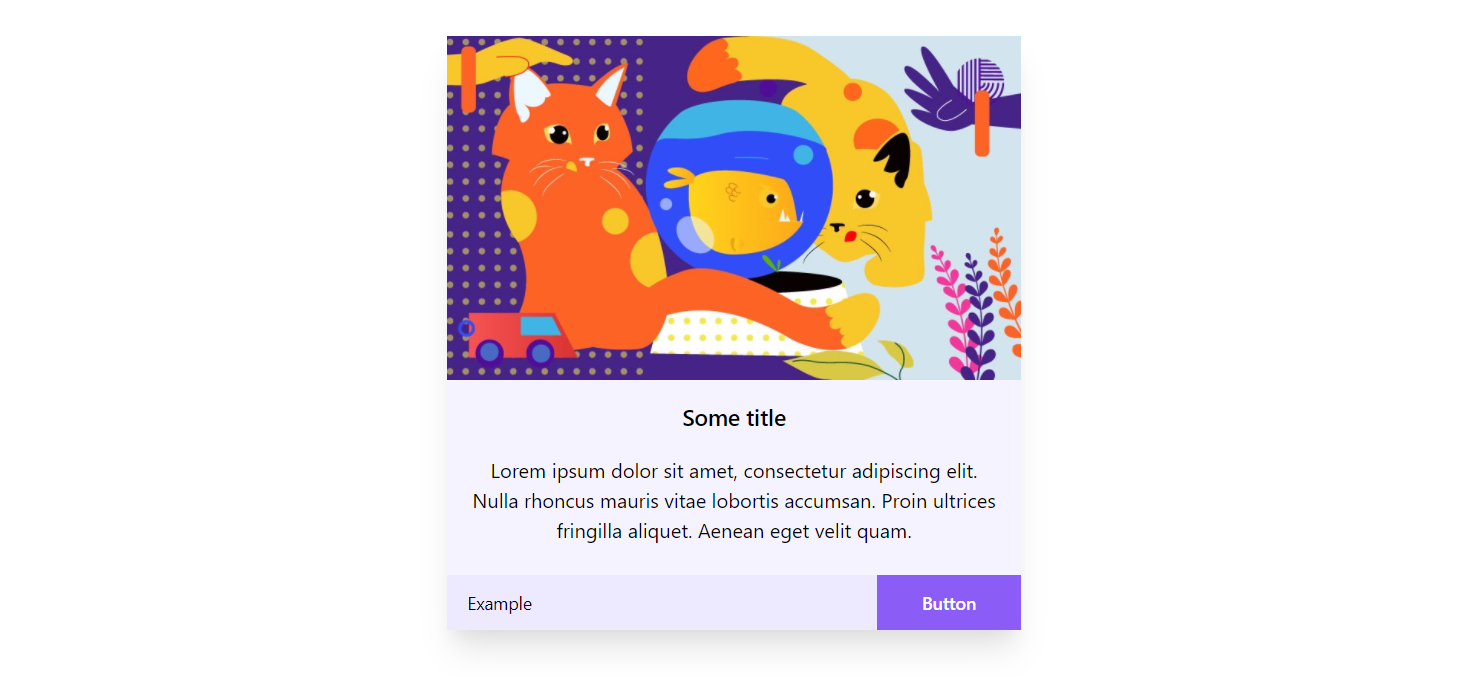 Some title
Lorem ipsum dolor sit amet, consectetur adipiscing elit.
Nulla rhoncus mauris vitae lobortis accumsan. Proin ultrices
fringilla aliquet. Aenean eget velit quam.
Example
Button